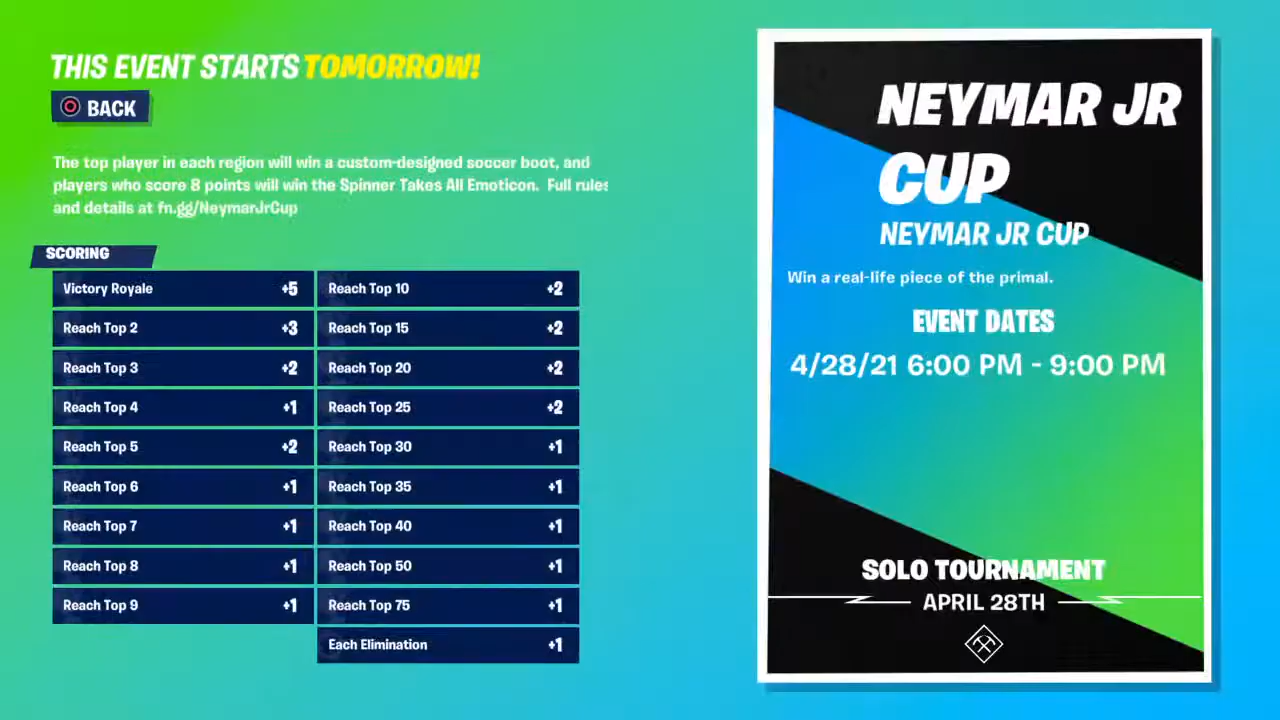 THIS EVENT STARTS TOMORROW!
BACK
The top player in each region will win a custom-designed soccer boot, and
players who score 8 points will win the Spinner Takes All Emoticon. Full rules
and details at fn.gg/NeymarJrCup
SCORING
Victory Royale +5
Reach Top 2 +3
Reach Top 3 +2
Reach Top 4 +1
Reach Top 5 +2
Reach Top 6 +1
Reach Top 7 +1
Reach Top 8 +1
Reach Top 9 +1
Reach Top 10 +2
Reach Top 15 +2
Reach Top 20 +2
Reach Top 25 +2
Reach Top 30 +1
Reach Top 35 +1
Reach Top 40 +1
Reach Top 50 +1
Reach Top 75 +1
Each Elimination +1
NEYMAR JR
CUP
NEYMAR JR CUP
Win a real-life piece of the primal.
EVENT DATES
4/28/21 6:00 PM - 9:00 PM
SOLO TOURNAMENT
APRIL 28TH